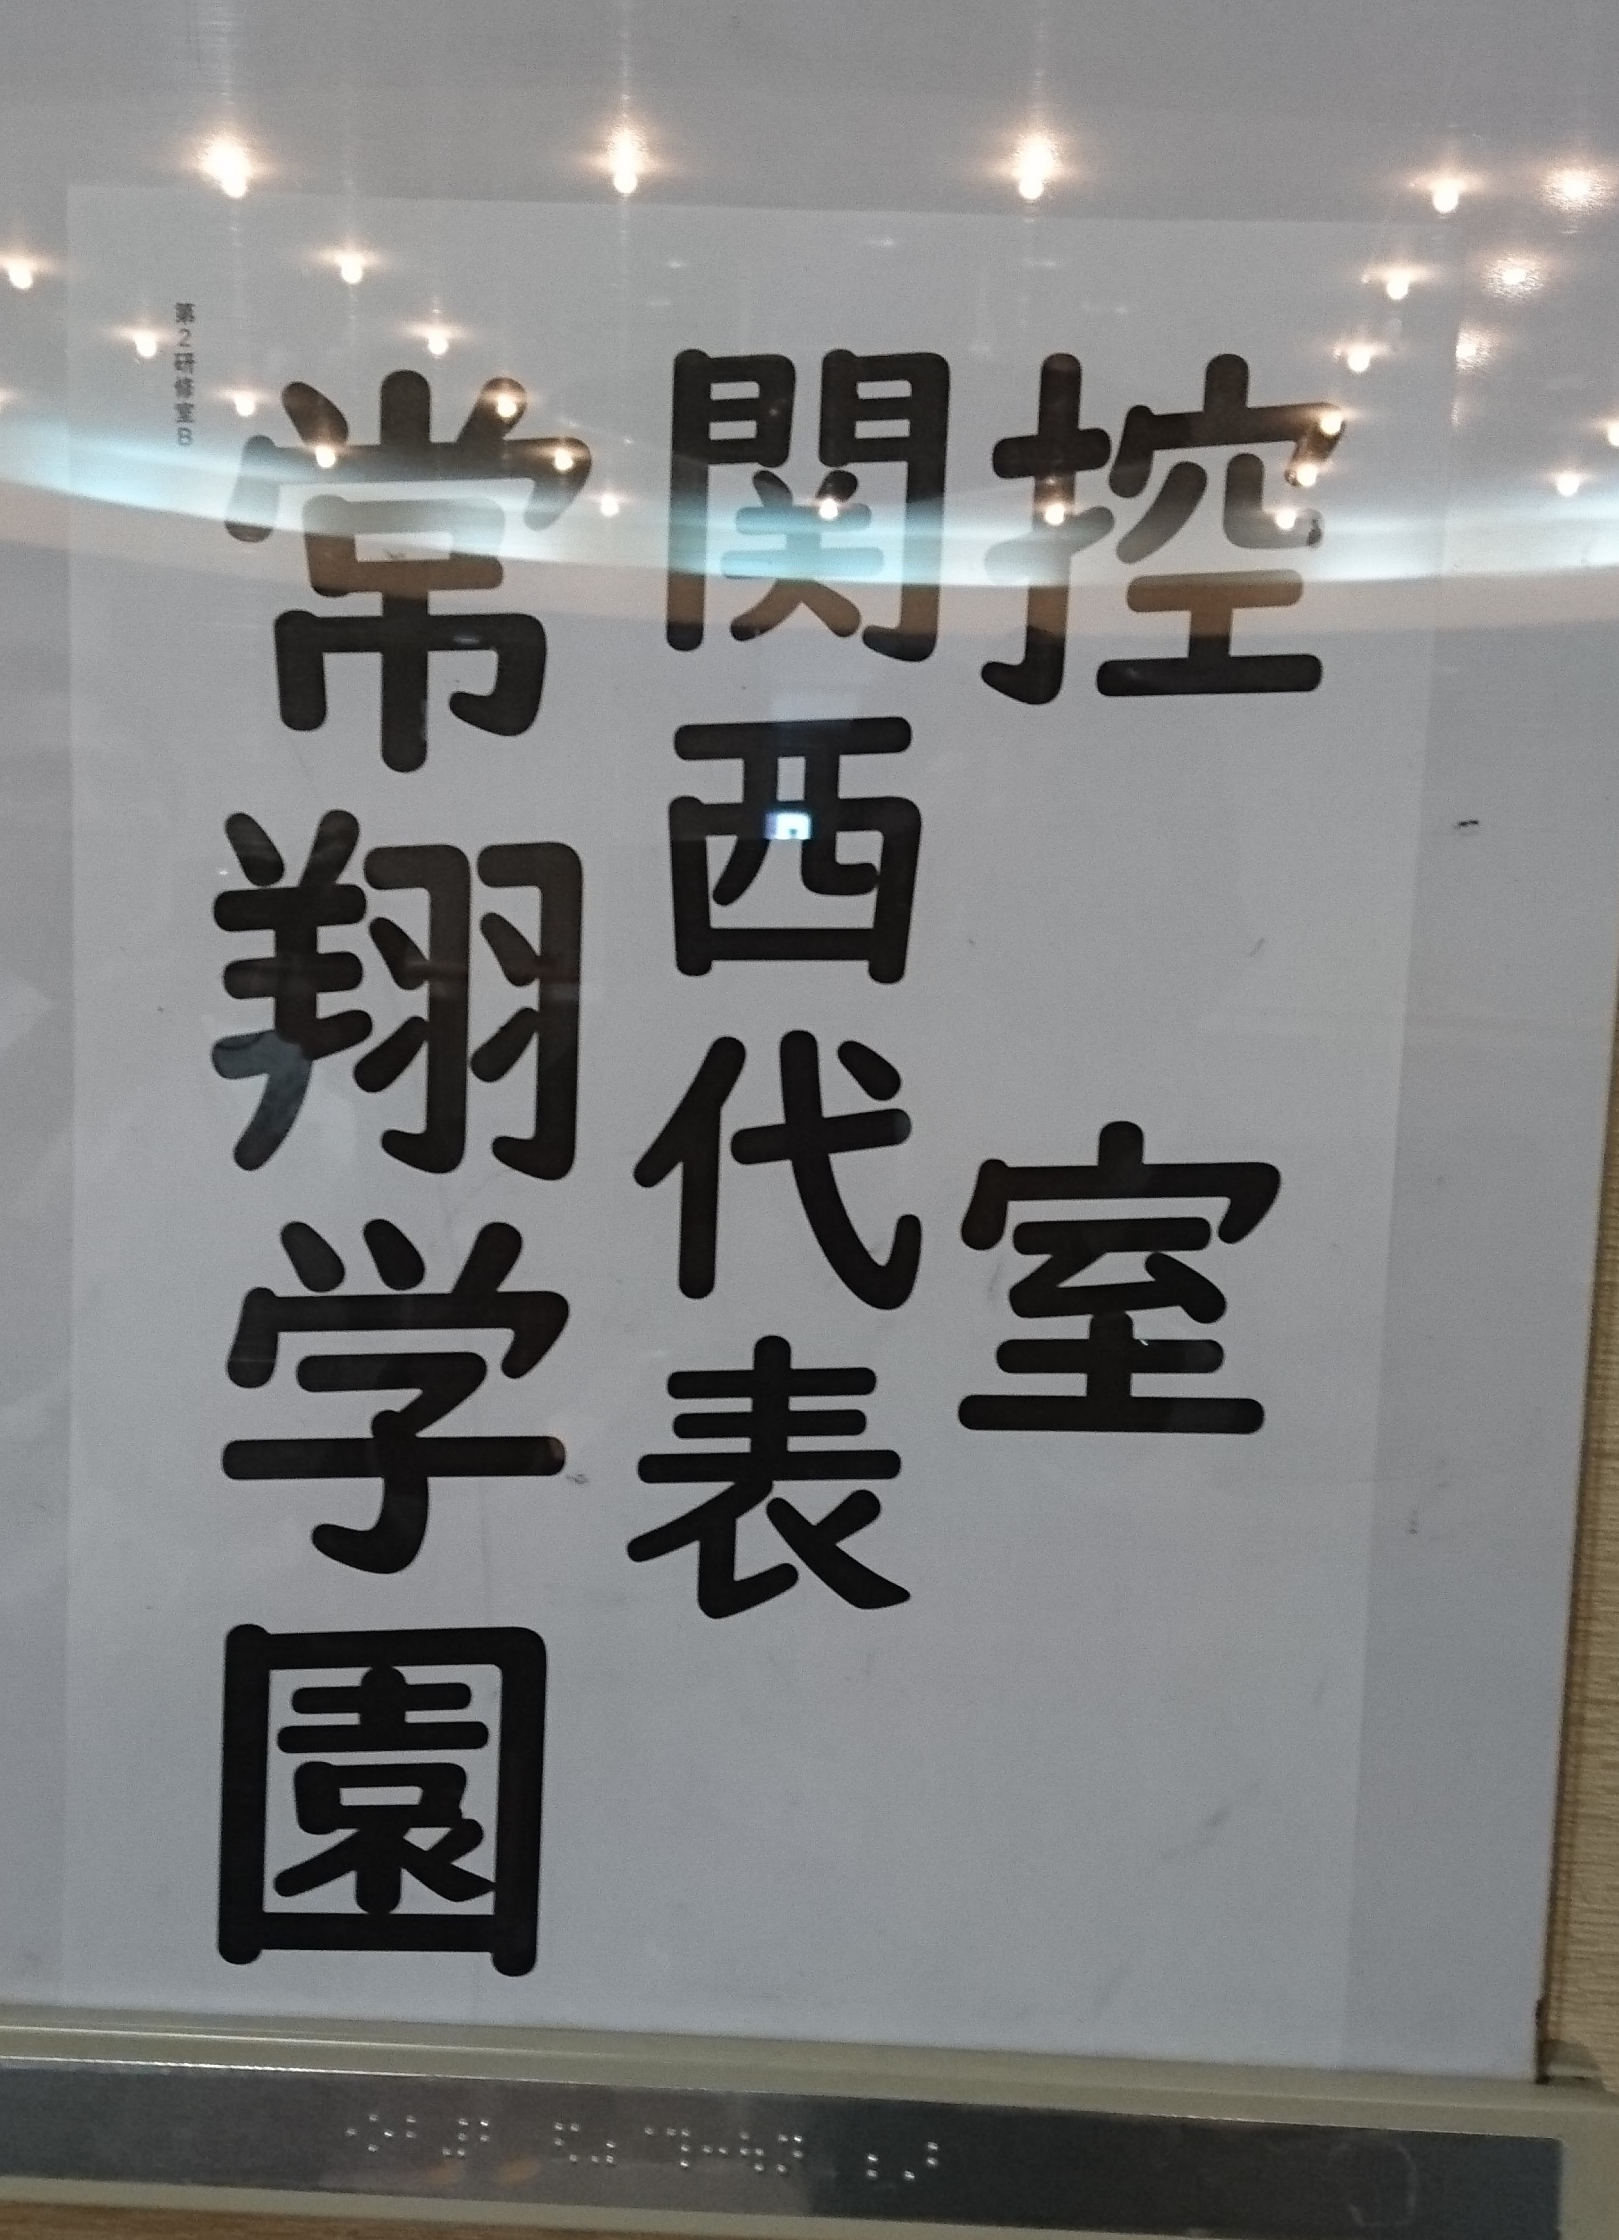 控室
関西代表
常翔学園
第2研修室B